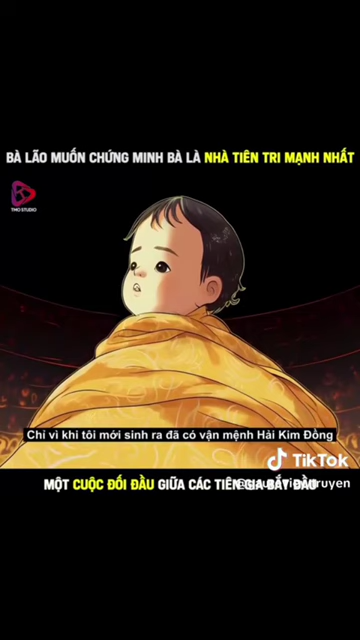 BÀ LÃO MUỐN CHỨNG MINH BÀ LÀ NHÀ TIÊN TRI MẠNH NHẤT
TMO STUDIO
Chỉ vì khi tôi mới sinh ra đã có vận mệnh Hải Kim Đồng
TikTok
MỘT CUỘC ĐỐI ĐẦU GIỮA CÁC TIÊN GIA BẮT ĐẦU